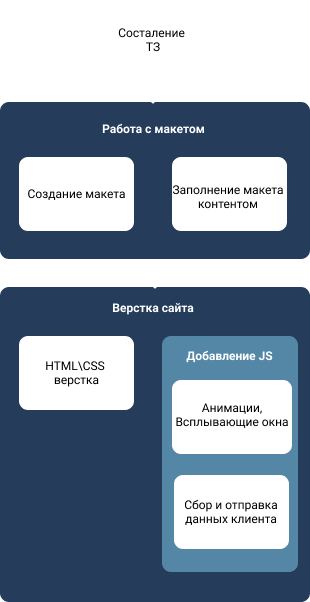 Состаление
ТЗ
Работа с макетом
Создание макета
Заполнение макета
контентом
Верстка сайта
HTML\CSS
верстка
Добавление JS
Анимации,
Всплывающие окна
Сбор и отправка
данных клиента